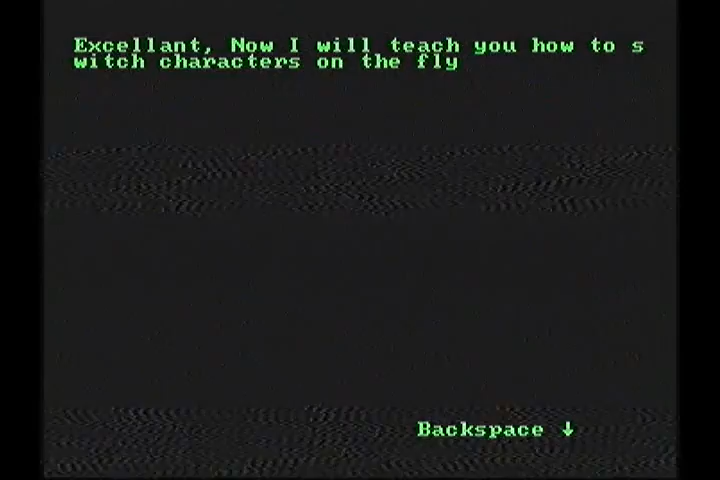 Excellant, Now I will teach you how to s
witch characters on the fly
Backspace ↓